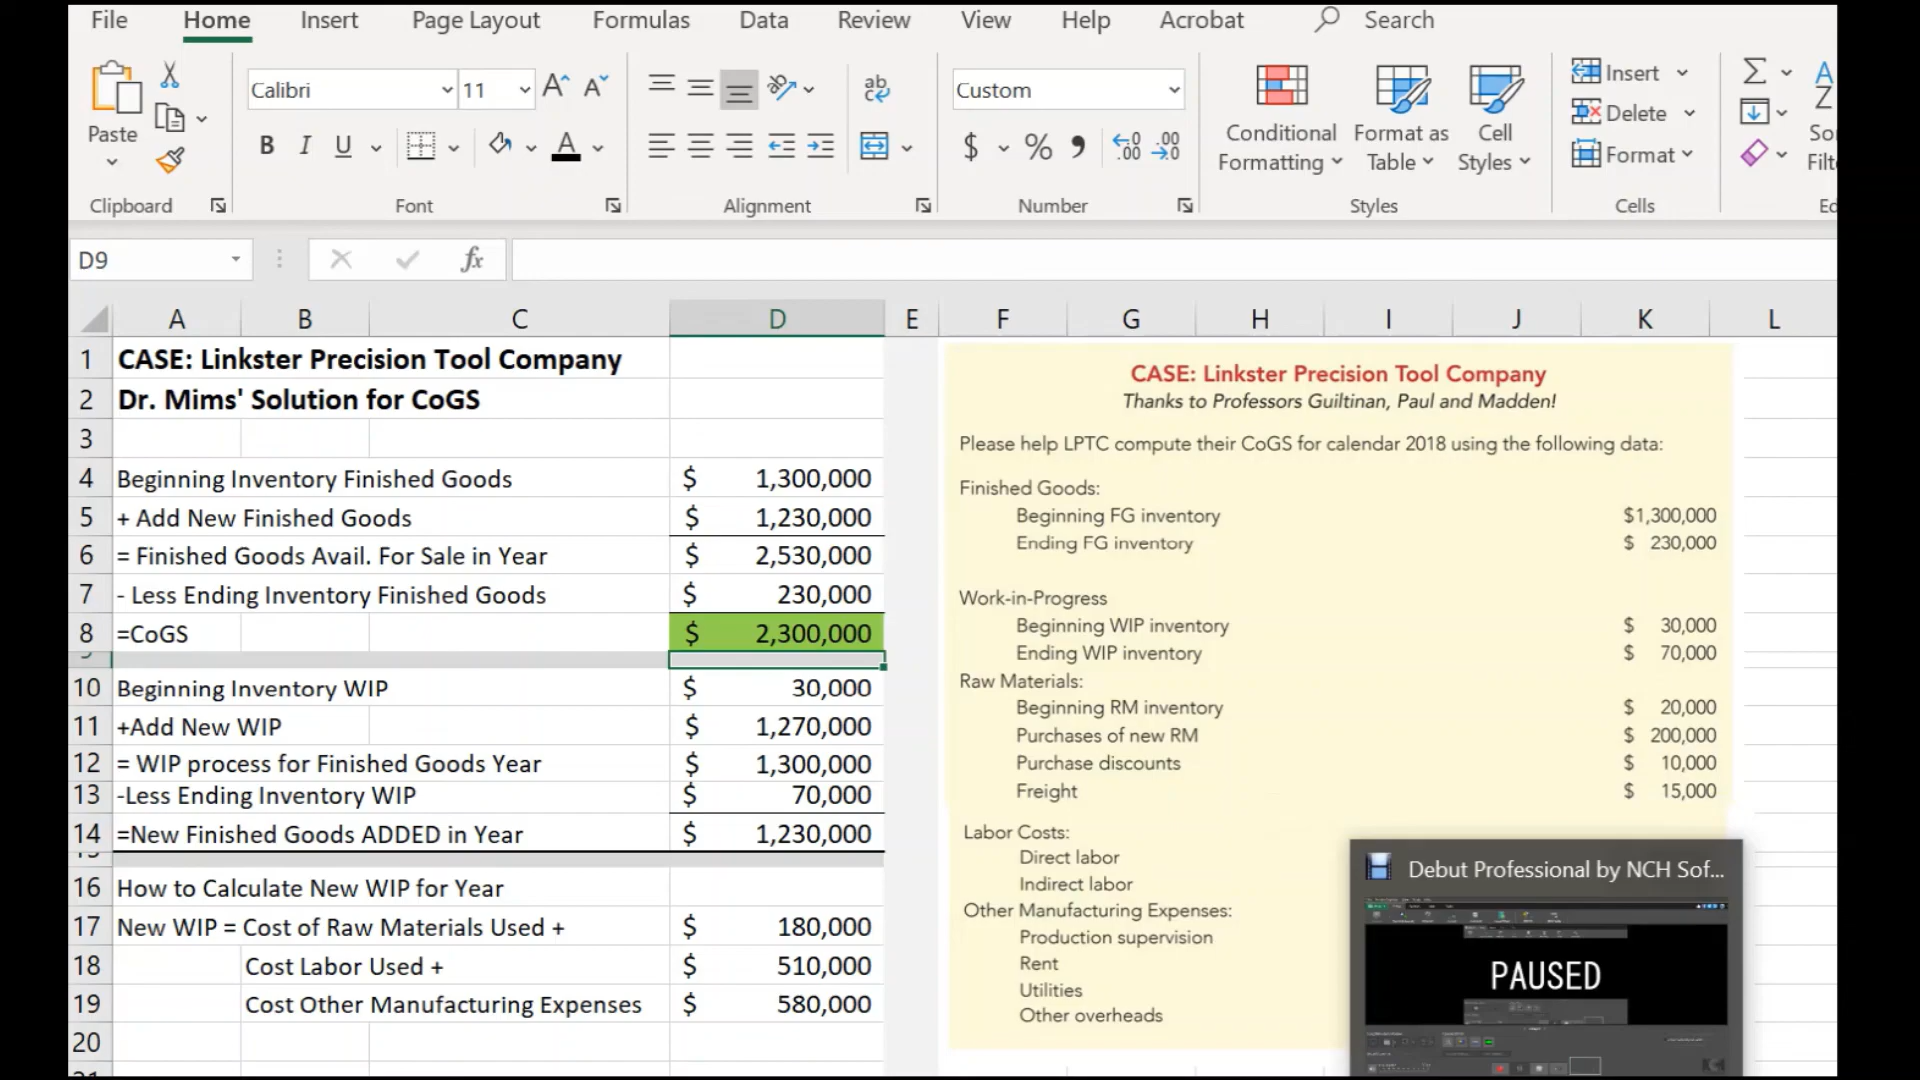 File Home Insert Page Layout Formulas Data Review View Help Acrobat Search
Paste
Calibri 11 A A
B I U A
ab
Custom
$ % ,
Conditional Formatting
Format as Table
Cell Styles
Insert
Delete
Format
Clipboard Font Alignment Number Styles Cells
D9 fx
A B C D E F G H I J K L
1 CASE: Linkster Precision Tool Company
2 Dr. Mims' Solution for CoGS
3
4 Beginning Inventory Finished Goods $ 1,300,000
5 + Add New Finished Goods $ 1,230,000
6 = Finished Goods Avail. For Sale in Year $ 2,530,000
7 - Less Ending Inventory Finished Goods $ 230,000
8 =CoGS $ 2,300,000
10 Beginning Inventory WIP $ 30,000
11 +Add New WIP $ 1,270,000
12 = WIP process for Finished Goods Year $ 1,300,000
13 -Less Ending Inventory WIP $ 70,000
14 =New Finished Goods ADDED in Year $ 1,230,000
16 How to Calculate New WIP for Year
17 New WIP = Cost of Raw Materials Used + $ 180,000
18 Cost Labor Used + $ 510,000
19 Cost Other Manufacturing Expenses $ 580,000
20
CASE: Linkster Precision Tool Company
Thanks to Professors Guiltinan, Paul and Madden!
Please help LPTC compute their CoGS for calendar 2018 using the following data:
Finished Goods:
Beginning FG inventory $1,300,000
Ending FG inventory $ 230,000
Work-in-Progress
Beginning WIP inventory $ 30,000
Ending WIP inventory $ 70,000
Raw Materials:
Beginning RM inventory $ 20,000
Purchases of new RM $ 200,000
Purchase discounts $ 10,000
Freight $ 15,000
Labor Costs:
Direct labor
Indirect labor
Other Manufacturing Expenses:
Production supervision
Rent
Utilities
Other overheads
Debut Professional by NCH Sof...
PAUSED